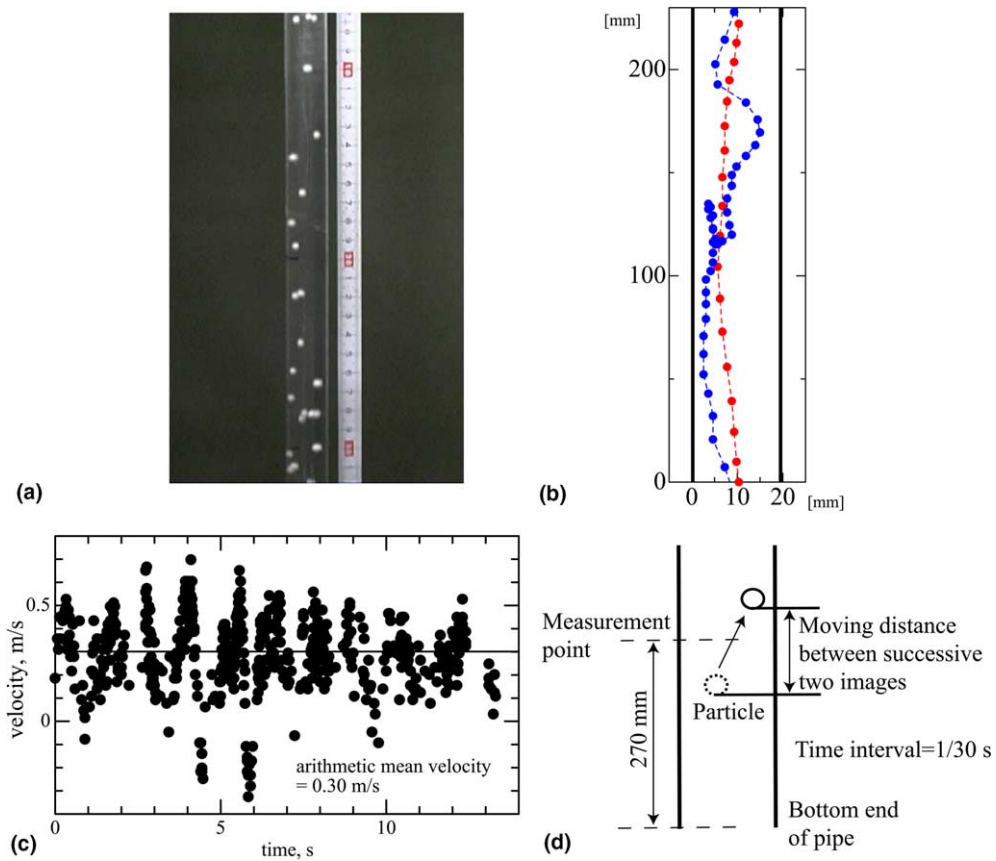 [mm]
200
100
0
0
10
20
[mm]
(a)
(b)
0.5
0
velocity, m/s
arithmetic mean velocity
= 0.30 m/s
0
5
10
time, s
(c)
Measurement
point
270 mm
Particle
Moving distance
between successive
two images
Time interval=1/30 s
Bottom end
of pipe
(d)